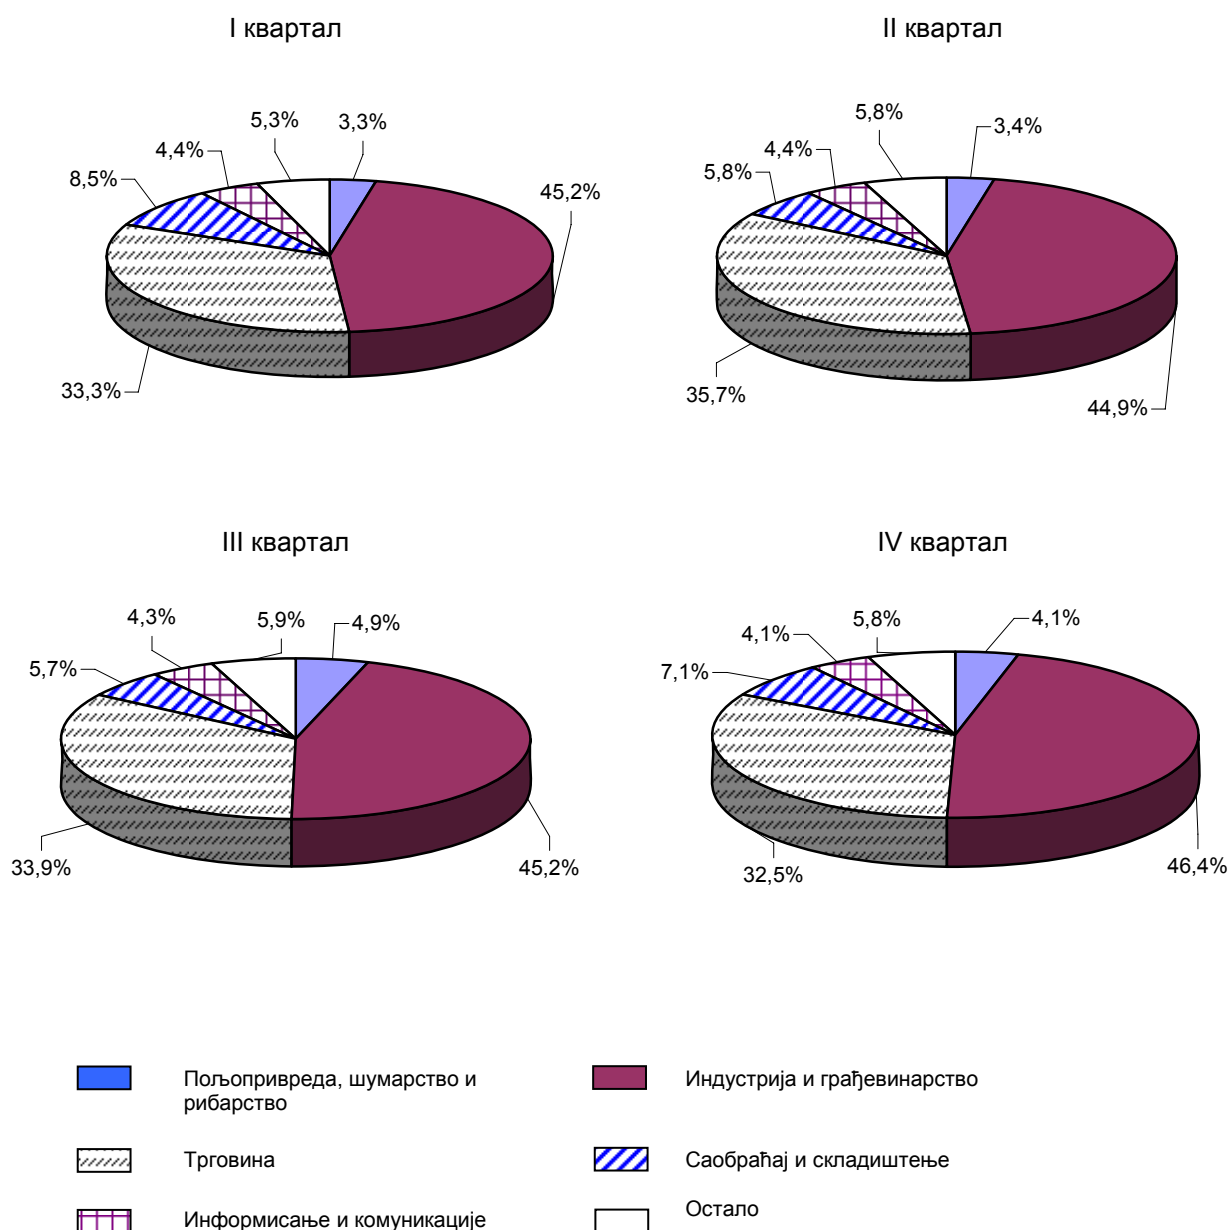 I квартал
5,3%
3,3%
4,4%
8,5%
45,2%
33,3%
II квартал
5,8%
3,4%
4,4%
5,8%
35,7%
44,9%
III квартал
4,3%
5,9%
4,9%
5,7%
33,9%
45,2%
IV квартал
5,8%
4,1%
4,1%
7,1%
32,5%
46,4%
Пољопривреда, шумарство и
рибарство
Индустрија и грађевинарство
Трговина
Саобраћај и складиштење
Информисање и комуникације
Остало